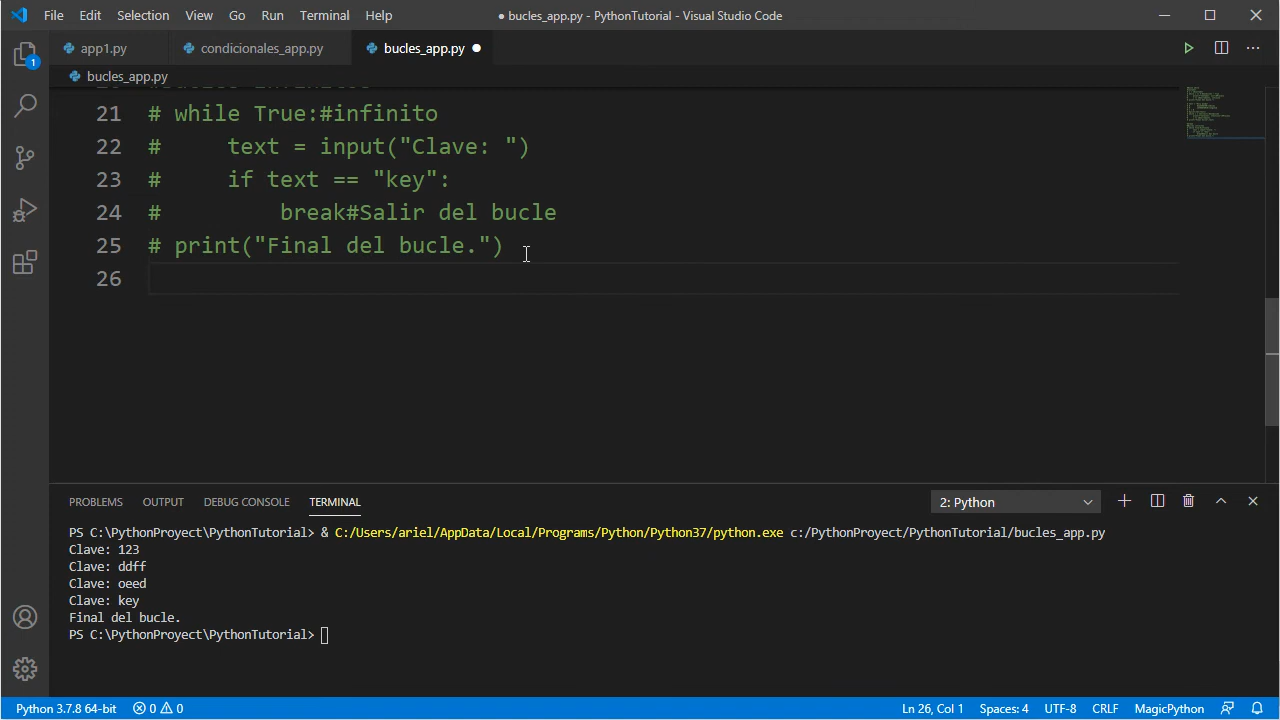 File Edit Selection View Go Run Terminal Help ● bucles_app.py - PythonTutorial - Visual Studio Code
1
app1.py condicionales_app.py bucles_app.py
bucles_app.py
21 # while True:#infinito
22 #     text = input("Clave: ")
23 #     if text == "key":
24 #         break#Salir del bucle
25 # print("Final del bucle.")
26
PROBLEMS OUTPUT DEBUG CONSOLE TERMINAL 2: Python
PS C:\PythonProyect\PythonTutorial> & C:/Users/ariel/AppData/Local/Programs/Python/Python37/python.exe c:/PythonProyect/PythonTutorial/bucles_app.py
Clave: 123
Clave: ddff
Clave: oeed
Clave: key
Final del bucle.
PS C:\PythonProyect\PythonTutorial>
Python 3.7.8 64-bit 0 0 Ln 26, Col 1 Spaces: 4 UTF-8 CRLF MagicPython